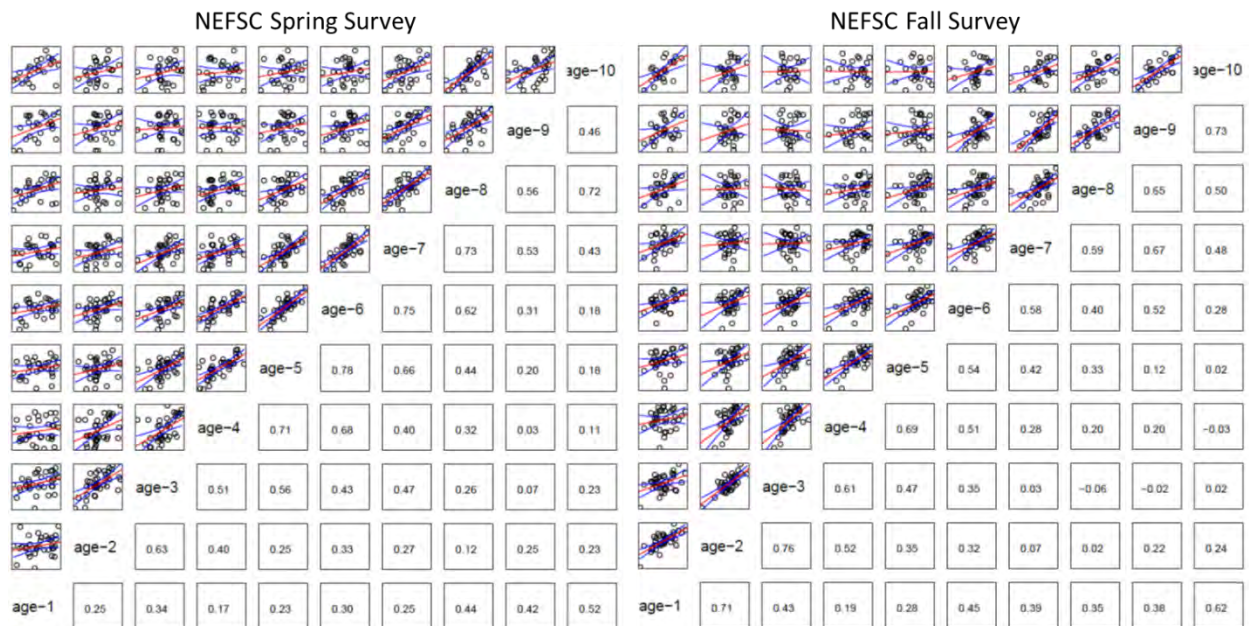 NEFSC Spring Survey
age-10
age-9 0.46
age-8 0.56 0.72
age-7 0.73 0.53 0.43
age-6 0.75 0.62 0.31 0.18
age-5 0.78 0.66 0.44 0.20 0.18
age-4 0.71 0.68 0.40 0.32 0.03 0.11
age-3 0.51 0.56 0.43 0.47 0.26 0.07 0.23
age-2 0.63 0.40 0.25 0.33 0.27 0.12 0.25 0.23
age-1 0.25 0.34 0.17 0.23 0.30 0.25 0.44 0.42 0.52
NEFSC Fall Survey
age-10
age-9 0.73
age-8 0.65 0.50
age-7 0.59 0.67 0.48
age-6 0.58 0.40 0.52 0.28
age-5 0.54 0.42 0.33 0.12 0.02
age-4 0.69 0.51 0.28 0.20 0.20 -0.03
age-3 0.61 0.47 0.35 0.03 -0.06 -0.02 0.02
age-2 0.76 0.52 0.35 0.32 0.07 0.02 0.22 0.24
age-1 0.71 0.43 0.19 0.28 0.45 0.39 0.35 0.38 0.62